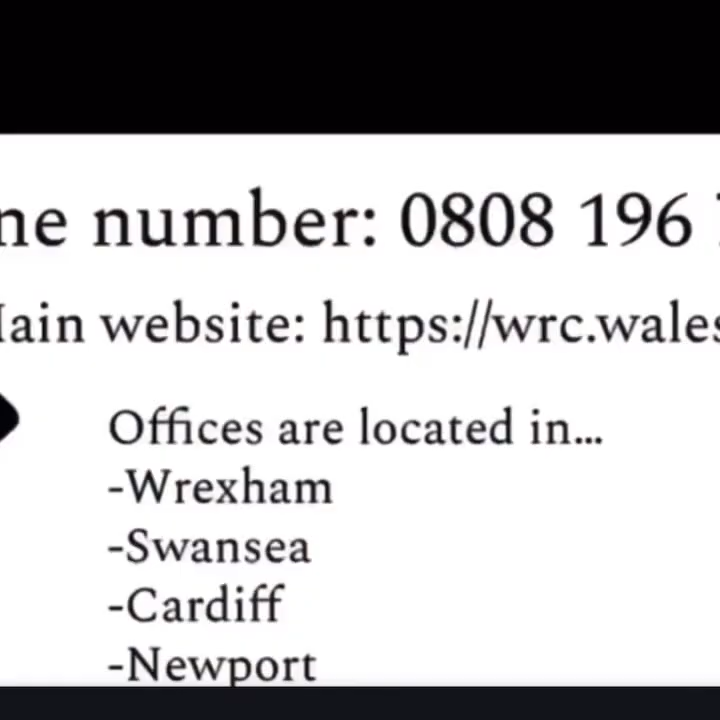 ne number: 0808 196
ain website: https://wrc.wales
Offices are located in...
-Wrexham
-Swansea
-Cardiff
-Newport